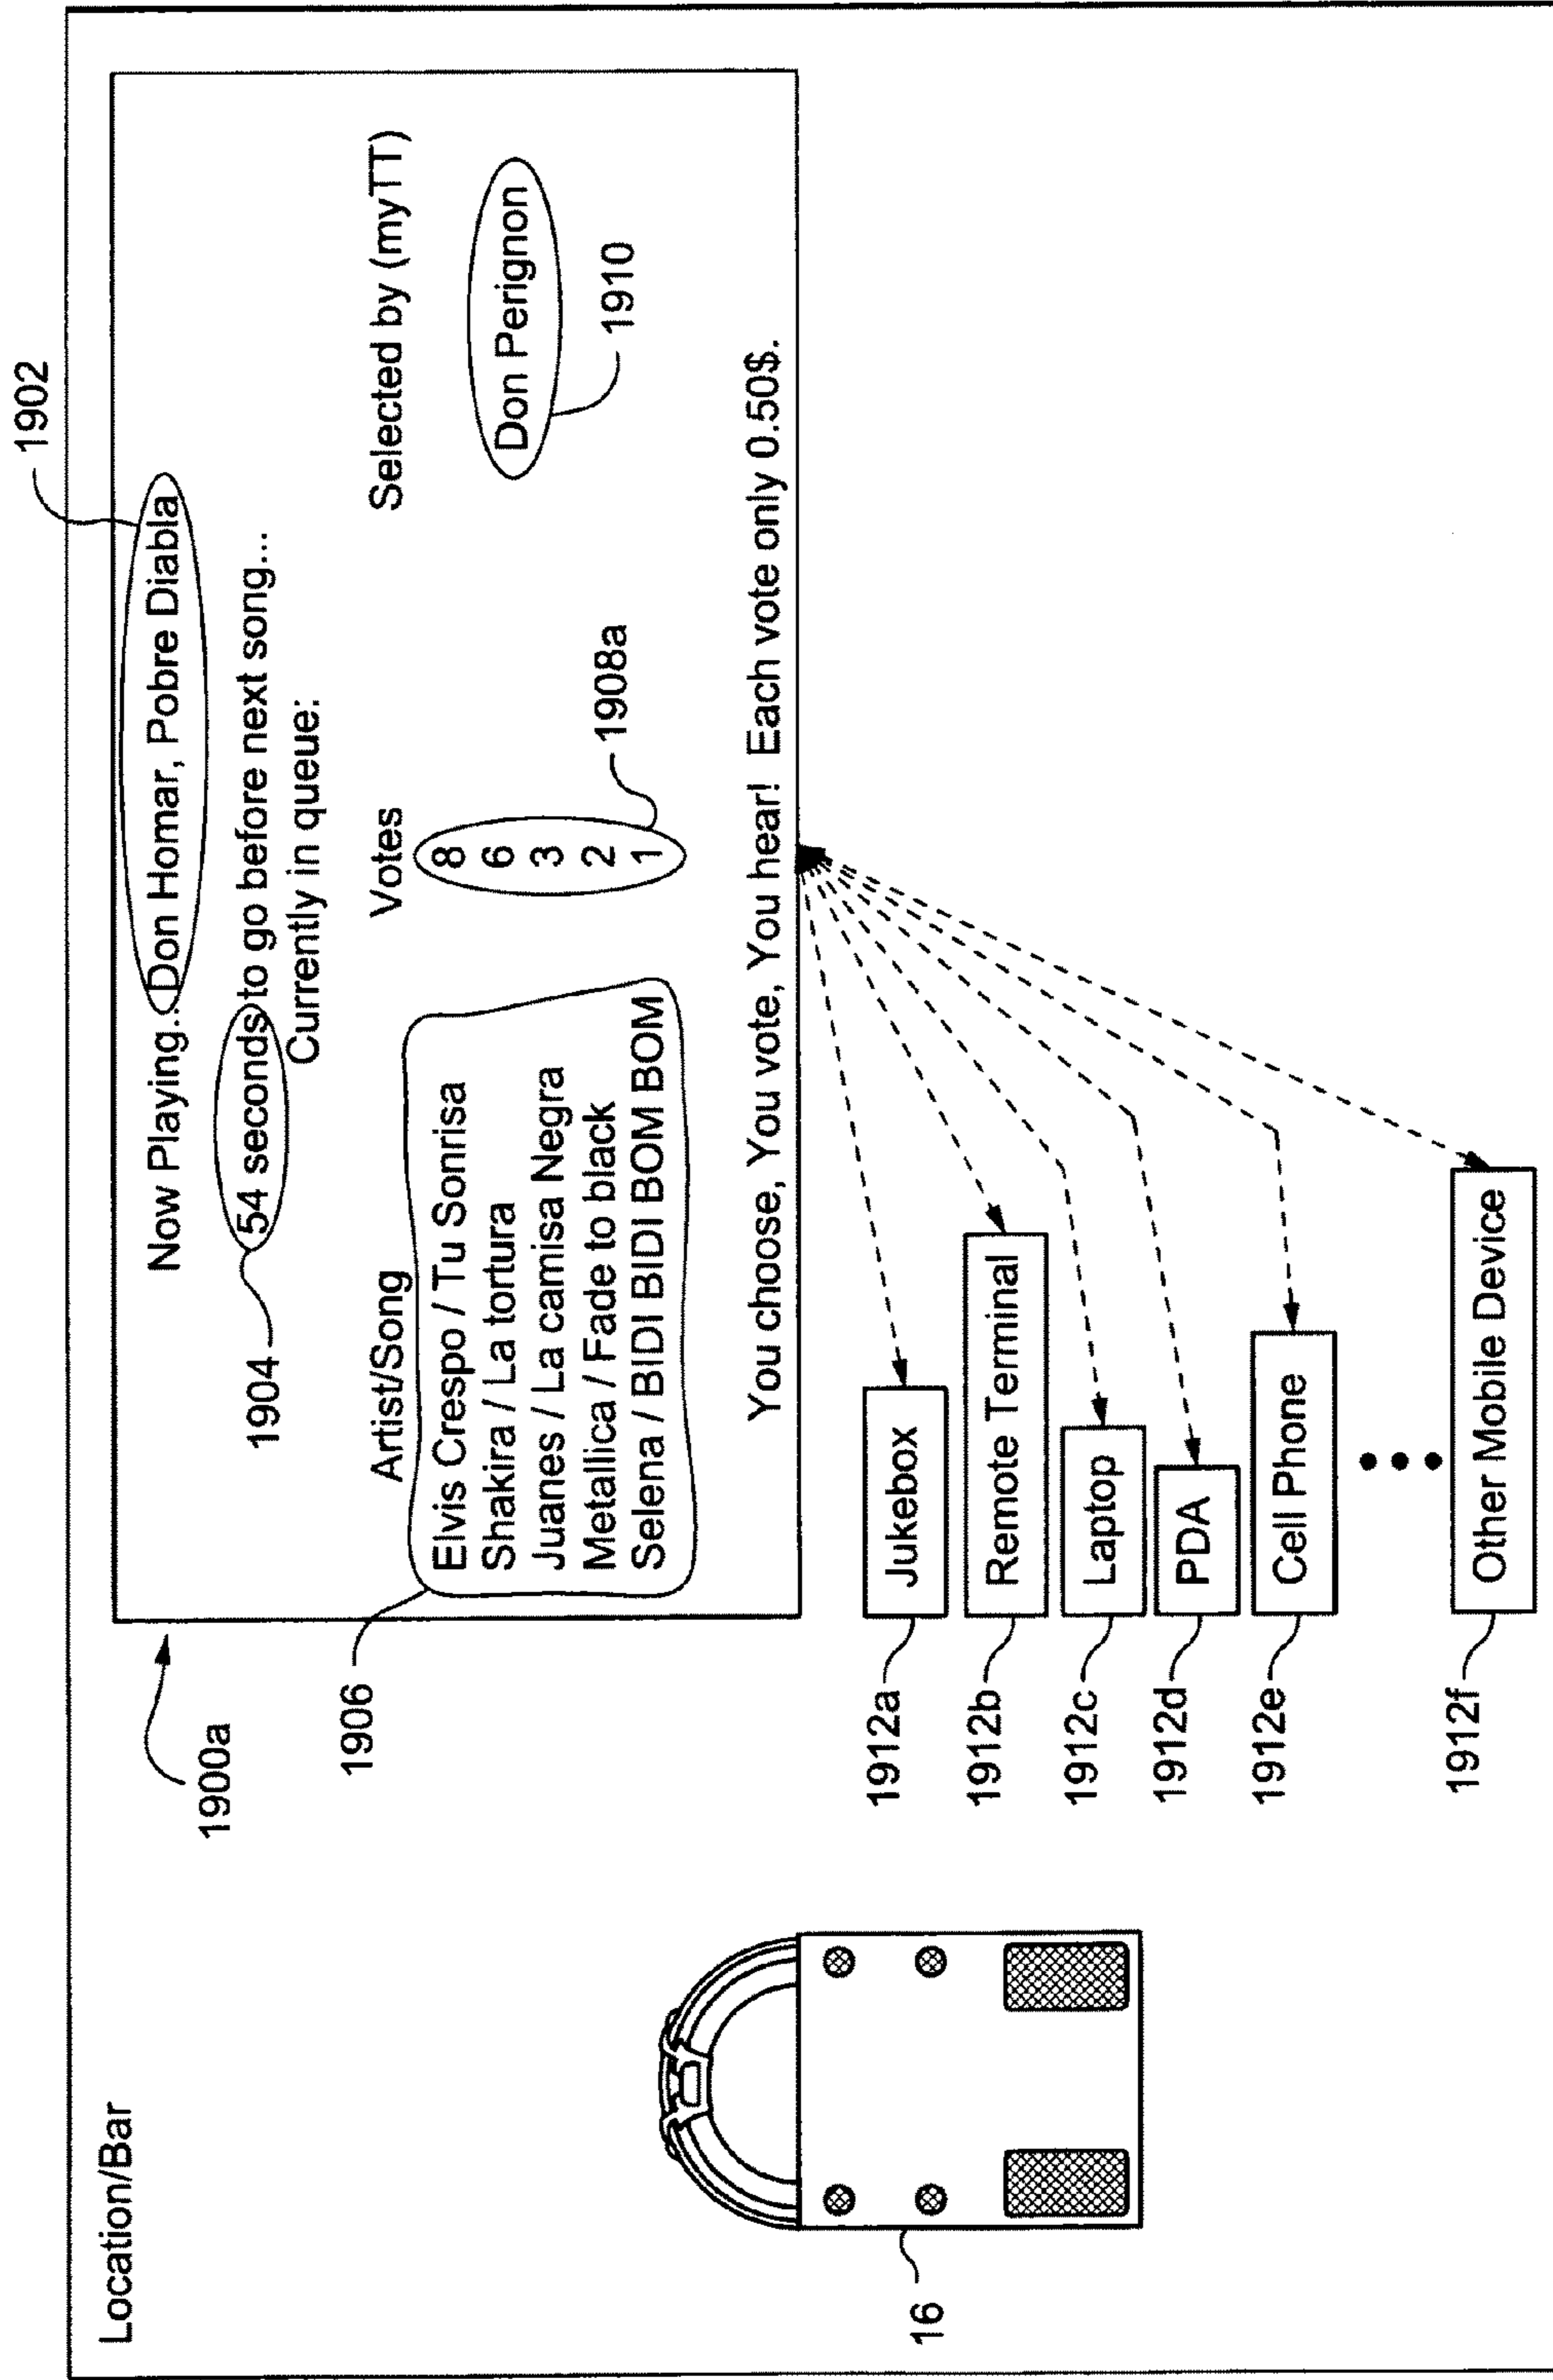 Location/Bar
1900a
1902
Now Playing...Don Homar, Pobre Diabla
1904
54 seconds to go before next song...
Currently in queue:
1906
Artist/Song Votes Selected by (myTT)
Elvis Crespo / Tu Sonrisa 8
Shakira / La tortura 6 Don Perignon
Juanes / La camisa Negra 3
Metallica / Fade to black 2
Selena / BIDI BIDI BOM BOM 1
1908a
1910
You choose, You vote, You hear! Each vote only 0.50$.
16
1912a Jukebox
1912b Remote Terminal
1912c Laptop
1912d PDA
1912e Cell Phone
1912f Other Mobile Device